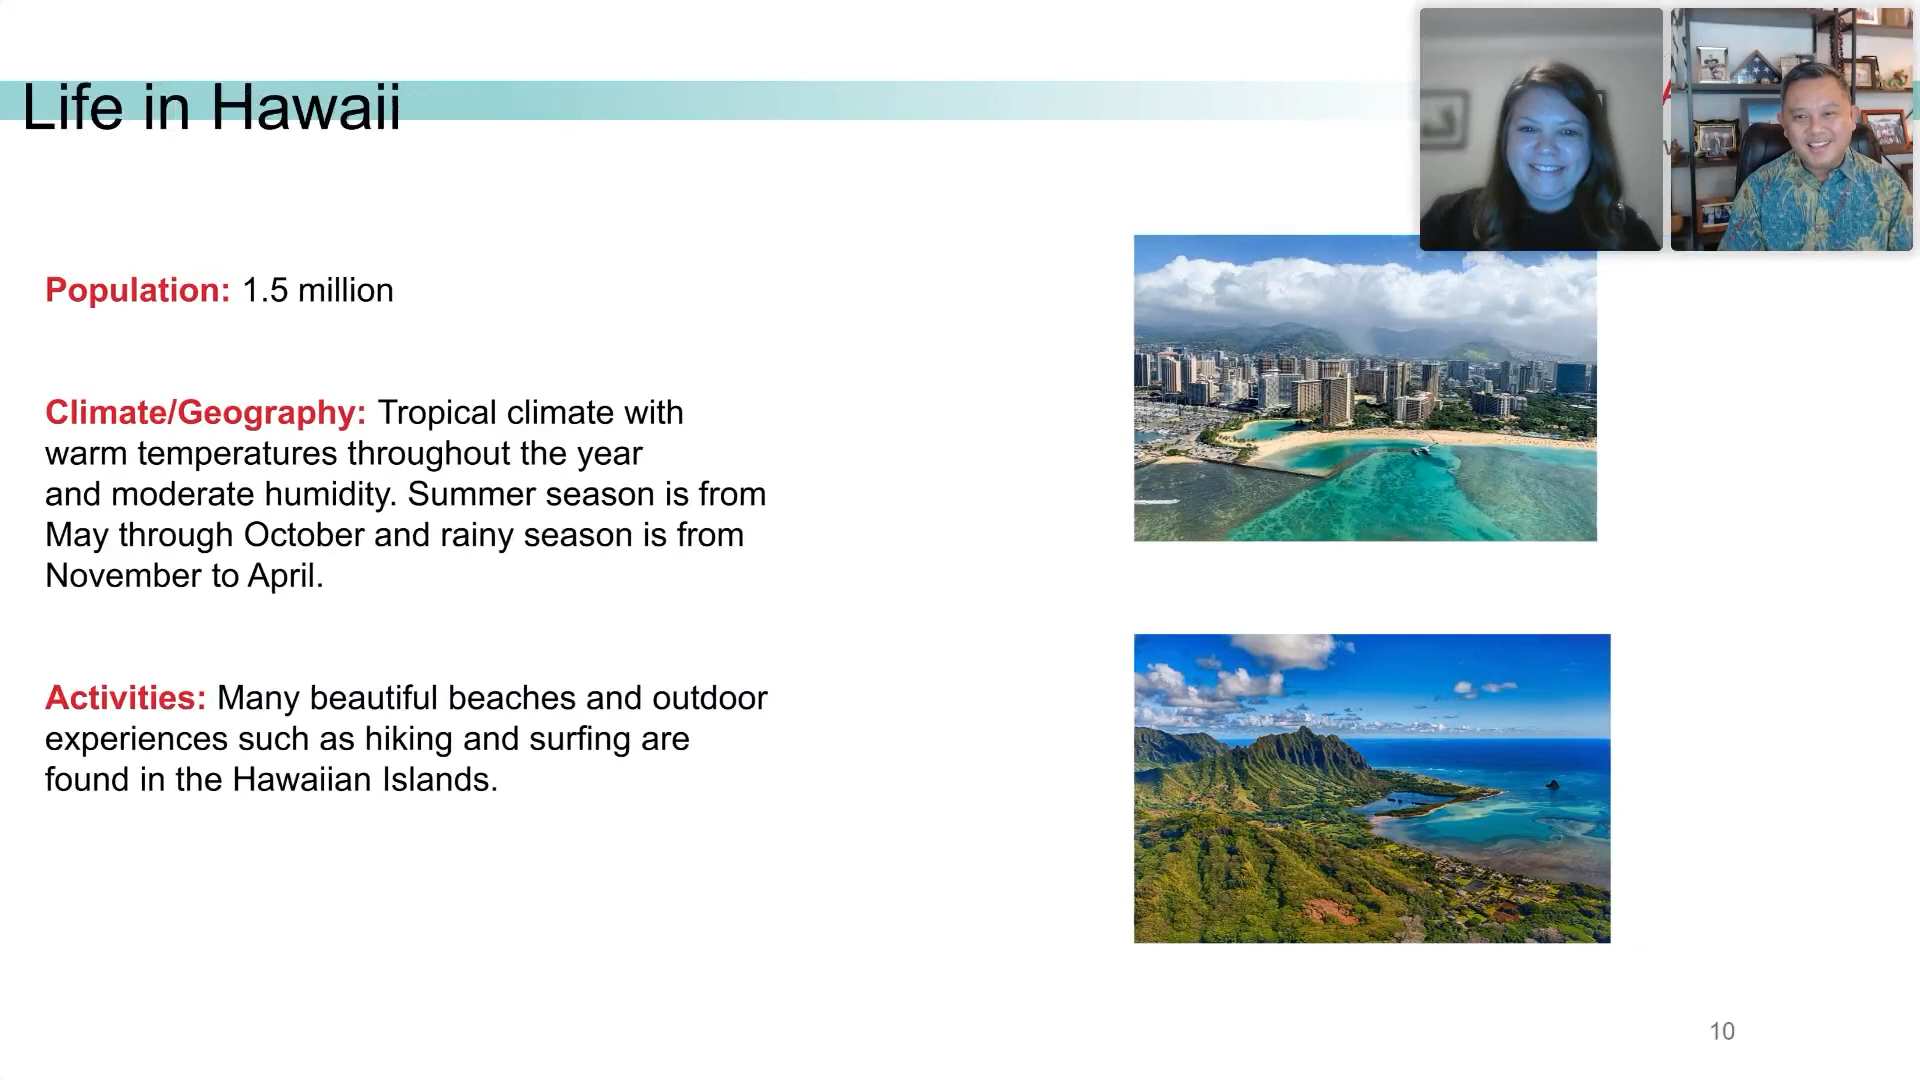 Life in Hawaii
Population: 1.5 million
Climate/Geography: Tropical climate with
warm temperatures throughout the year
and moderate humidity. Summer season is from
May through October and rainy season is from
November to April.
Activities: Many beautiful beaches and outdoor
experiences such as hiking and surfing are
found in the Hawaiian Islands.
10